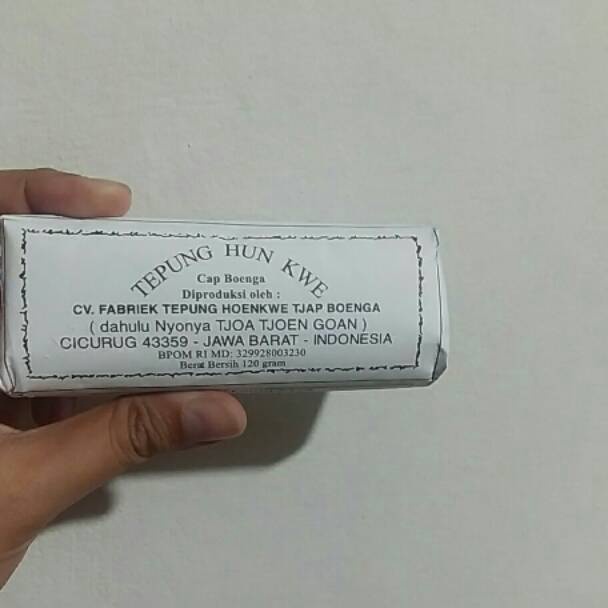 TEPUNG HUN KWE
Cap Boenga
Diproduksi oleh :
CV. FABRIEK TEPUNG HOENKWE TJAP BOENGA
( dahulu Nyonya TJOA TJOEN GOAN )
CICURUG 43359 - JAWA BARAT - INDONESIA
BPOM RI MD: 329928003230
Berat Bersih 120 gram